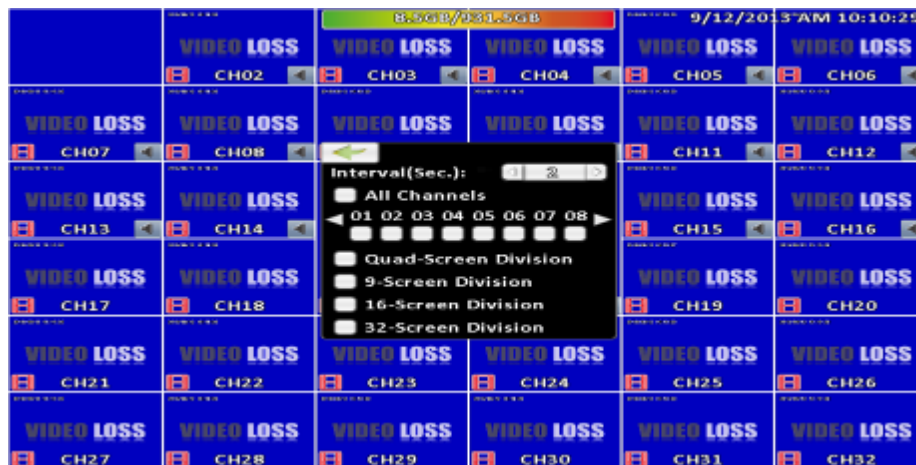 8.5GB/931.5GB 9/12/2013 AM 10:10:29
VIDEO LOSS VIDEO LOSS VIDEO LOSS VIDEO LOSS VIDEO LOSS
CH02 CH03 CH04 CH05 CH06
VIDEO LOSS VIDEO LOSS VIDEO LOSS VIDEO LOSS VIDEO LOSS VIDEO LOSS
CH07 CH08 CH11 CH12
Interval(Sec.): 2
All Channels
VIDEO LOSS VIDEO LOSS VIDEO LOSS VIDEO LOSS
01 02 03 04 05 06 07 08
CH13 CH14 CH15 CH16
Quad-Screen Division
9-Screen Division
VIDEO LOSS VIDEO LOSS VIDEO LOSS VIDEO LOSS
16-Screen Division
CH17 CH18 CH19 CH20
32-Screen Division
VIDEO LOSS VIDEO LOSS VIDEO LOSS VIDEO LOSS VIDEO LOSS VIDEO LOSS
CH21 CH22 CH23 CH24 CH25 CH26
VIDEO LOSS VIDEO LOSS VIDEO LOSS VIDEO LOSS VIDEO LOSS VIDEO LOSS
CH27 CH28 CH29 CH30 CH31 CH32